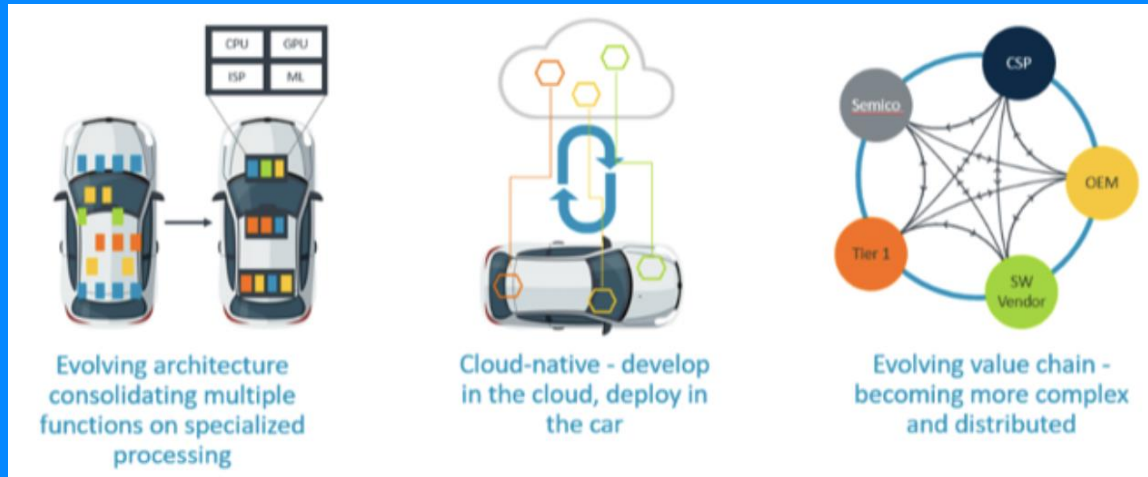 CPU
GPU
ISP
ML
Evolving architecture
consolidating multiple
functions on specialized
processing
Cloud-native - develop
in the cloud, deploy in
the car
CSP
Semico
OEM
Tier 1
SW
Vendor
Evolving value chain -
becoming more complex
and distributed